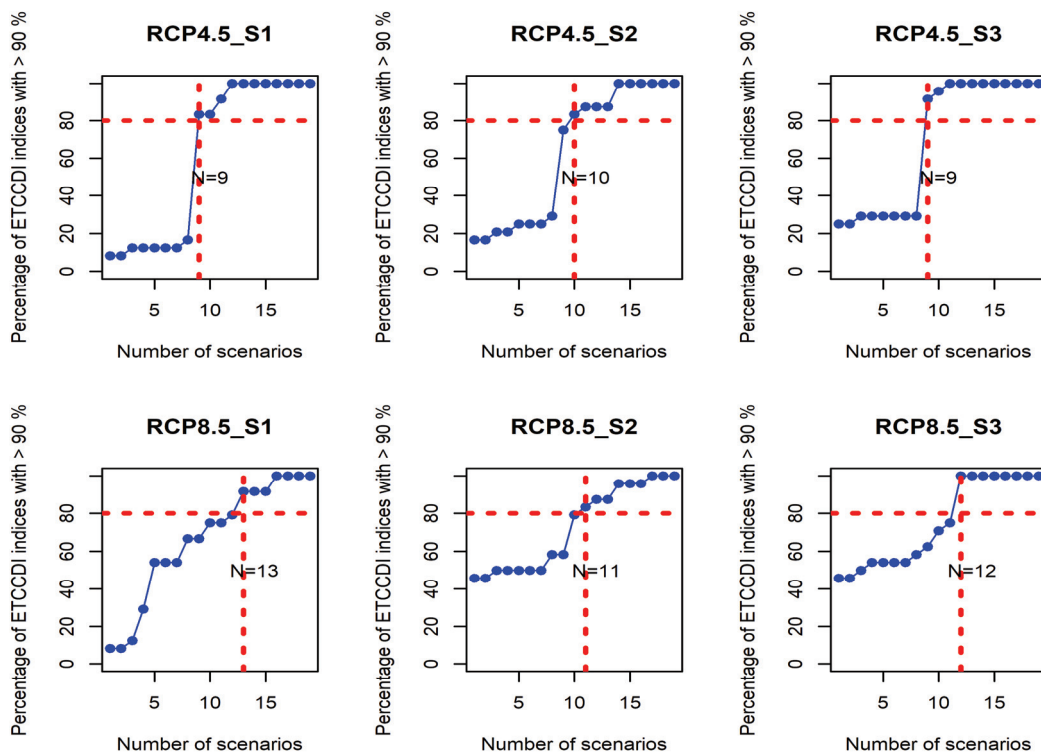 RCP4.5_S1
Percentage of ETCCDI indices with > 90 %
0
20
40
60
80
N=9
5
10
15
Number of scenarios
RCP4.5_S2
Percentage of ETCCDI indices with > 90 %
0
20
40
60
80
N=10
5
10
15
Number of scenarios
RCP4.5_S3
Percentage of ETCCDI indices with > 90 %
0
20
40
60
80
N=9
5
10
15
Number of scenarios
RCP8.5_S1
Percentage of ETCCDI indices with > 90 %
0
20
40
60
80
N=13
5
10
15
Number of scenarios
RCP8.5_S2
Percentage of ETCCDI indices with > 90 %
0
20
40
60
80
N=11
5
10
15
Number of scenarios
RCP8.5_S3
Percentage of ETCCDI indices with > 90 %
0
20
40
60
80
N=12
5
10
15
Number of scenarios